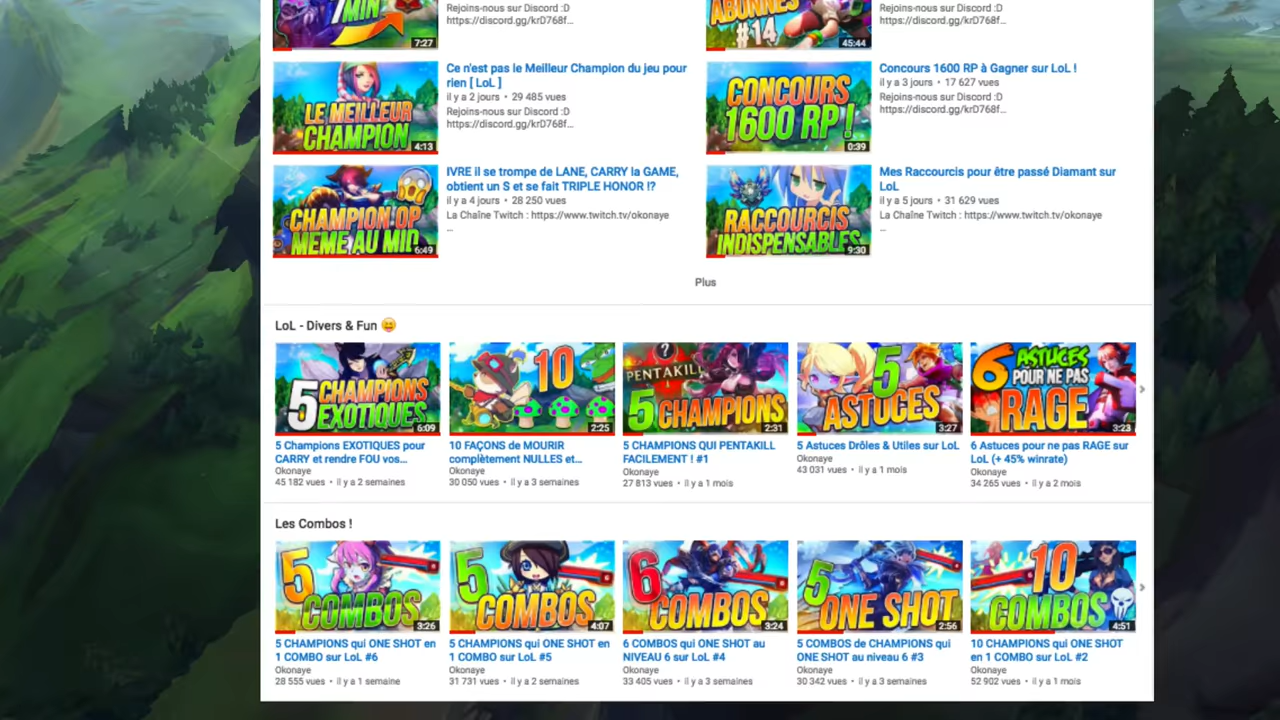 MIN
7:27
Rejoins-nous sur Discord :D
https://discord.gg/krD768f...
ABONNÉS
#14
45:44
Rejoins-nous sur Discord :D
https://discord.gg/krD768f...
LE MEILLEUR
CHAMPION
4:13
Ce n'est pas le Meilleur Champion du jeu pour
rien [ LoL ]
il y a 2 jours • 29 485 vues
Rejoins-nous sur Discord :D
https://discord.gg/krD768f...
CONCOURS
1600 RP !
0:39
Concours 1600 RP à Gagner sur LoL !
il y a 3 jours • 17 627 vues
Rejoins-nous sur Discord :D
https://discord.gg/krD768f...
CHAMPION OP
MÊME AU MID
6:49
IVRE il se trompe de LANE, CARRY la GAME,
obtient un S et se fait TRIPLE HONOR !?
il y a 4 jours • 28 250 vues
La Chaîne Twitch : https://www.twitch.tv/okonaye
...
RACCOURCIS
INDISPENSABLES
9:30
Mes Raccourcis pour être passé Diamant sur
LoL
il y a 5 jours • 31 629 vues
La Chaîne Twitch : https://www.twitch.tv/okonaye
...
Plus
LoL - Divers & Fun 😆
5 CHAMPIONS
EXOTIQUES
6:09
5 Champions EXOTIQUES pour
CARRY et rendre FOU vos...
Okonaye
45 182 vues • il y a 2 semaines
10
2:25
10 FAÇONS de MOURIR
complètement NULLES et...
Okonaye
30 050 vues • il y a 3 semaines
?
PENTAKILL
5 CHAMPIONS
2:31
5 CHAMPIONS QUI PENTAKILL
FACILEMENT ! #1
Okonaye
27 813 vues • il y a 1 mois
5
ASTUCES
3:27
5 Astuces Drôles & Utiles sur LoL
Okonaye
43 031 vues • il y a 1 mois
6 ASTUCES
POUR NE PAS
RAGE
3:23
6 Astuces pour ne pas RAGE sur
LoL (+ 45% winrate)
Okonaye
34 265 vues • il y a 2 mois
Les Combos !
5
COMBOS
3:26
5 CHAMPIONS qui ONE SHOT en
1 COMBO sur LoL #6
Okonaye
28 555 vues • il y a 1 semaine
5
COMBOS
4:07
5 CHAMPIONS qui ONE SHOT en
1 COMBO sur LoL #5
Okonaye
31 731 vues • il y a 2 semaines
6
COMBOS
3:24
6 COMBOS qui ONE SHOT au
NIVEAU 6 sur LoL #4
Okonaye
33 405 vues • il y a 3 semaines
5
ONE SHOT
2:56
5 COMBOS de CHAMPIONS qui
ONE SHOT au niveau 6 #3
Okonaye
30 342 vues • il y a 3 semaines
10
COMBOS
4:51
10 CHAMPIONS qui ONE SHOT
en 1 COMBO sur LoL #2
Okonaye
52 902 vues • il y a 1 mois